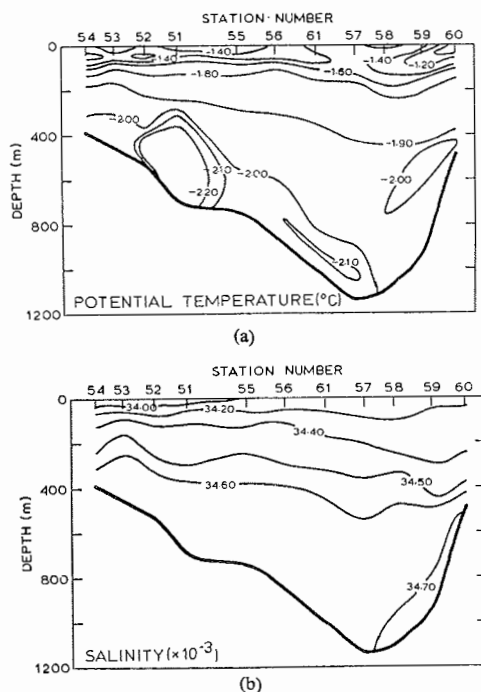 STATION NUMBER
54 53 52 51 55 56 61 57 58 59 60
0
400
800
1200
DEPTH (m)
-1.40
-1.40
-1.40
-1.20
-1.80
-1.60
-2.00
-1.90
-2.10
-2.00
-2.00
-2.20
-2.10
POTENTIAL TEMPERATURE(°C)
(a)
STATION NUMBER
54 53 52 51 55 56 61 57 58 59 60
0
400
800
1200
DEPTH (m)
34.00
34.20
34.40
34.50
34.60
34.70
SALINITY(×10-3)
(b)